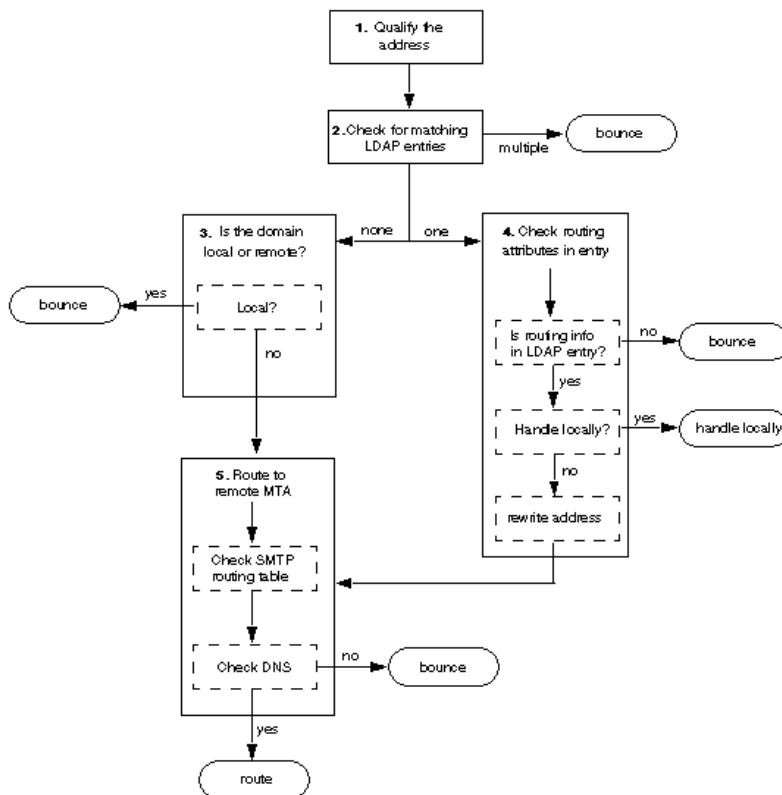 1. Qualify the
address
2. Check for matching
LDAP entries
multiple
bounce
none
one
3. Is the domain
local or remote?
4. Check routing
attributes in entry
bounce
yes
Local?
no
Is routing info
in LDAP entry?
no
bounce
yes
Handle locally?
yes
handle locally
no
rewrite address
5. Route to
remote MTA
Check SMTP
routing table
Check DNS
no
bounce
yes
route